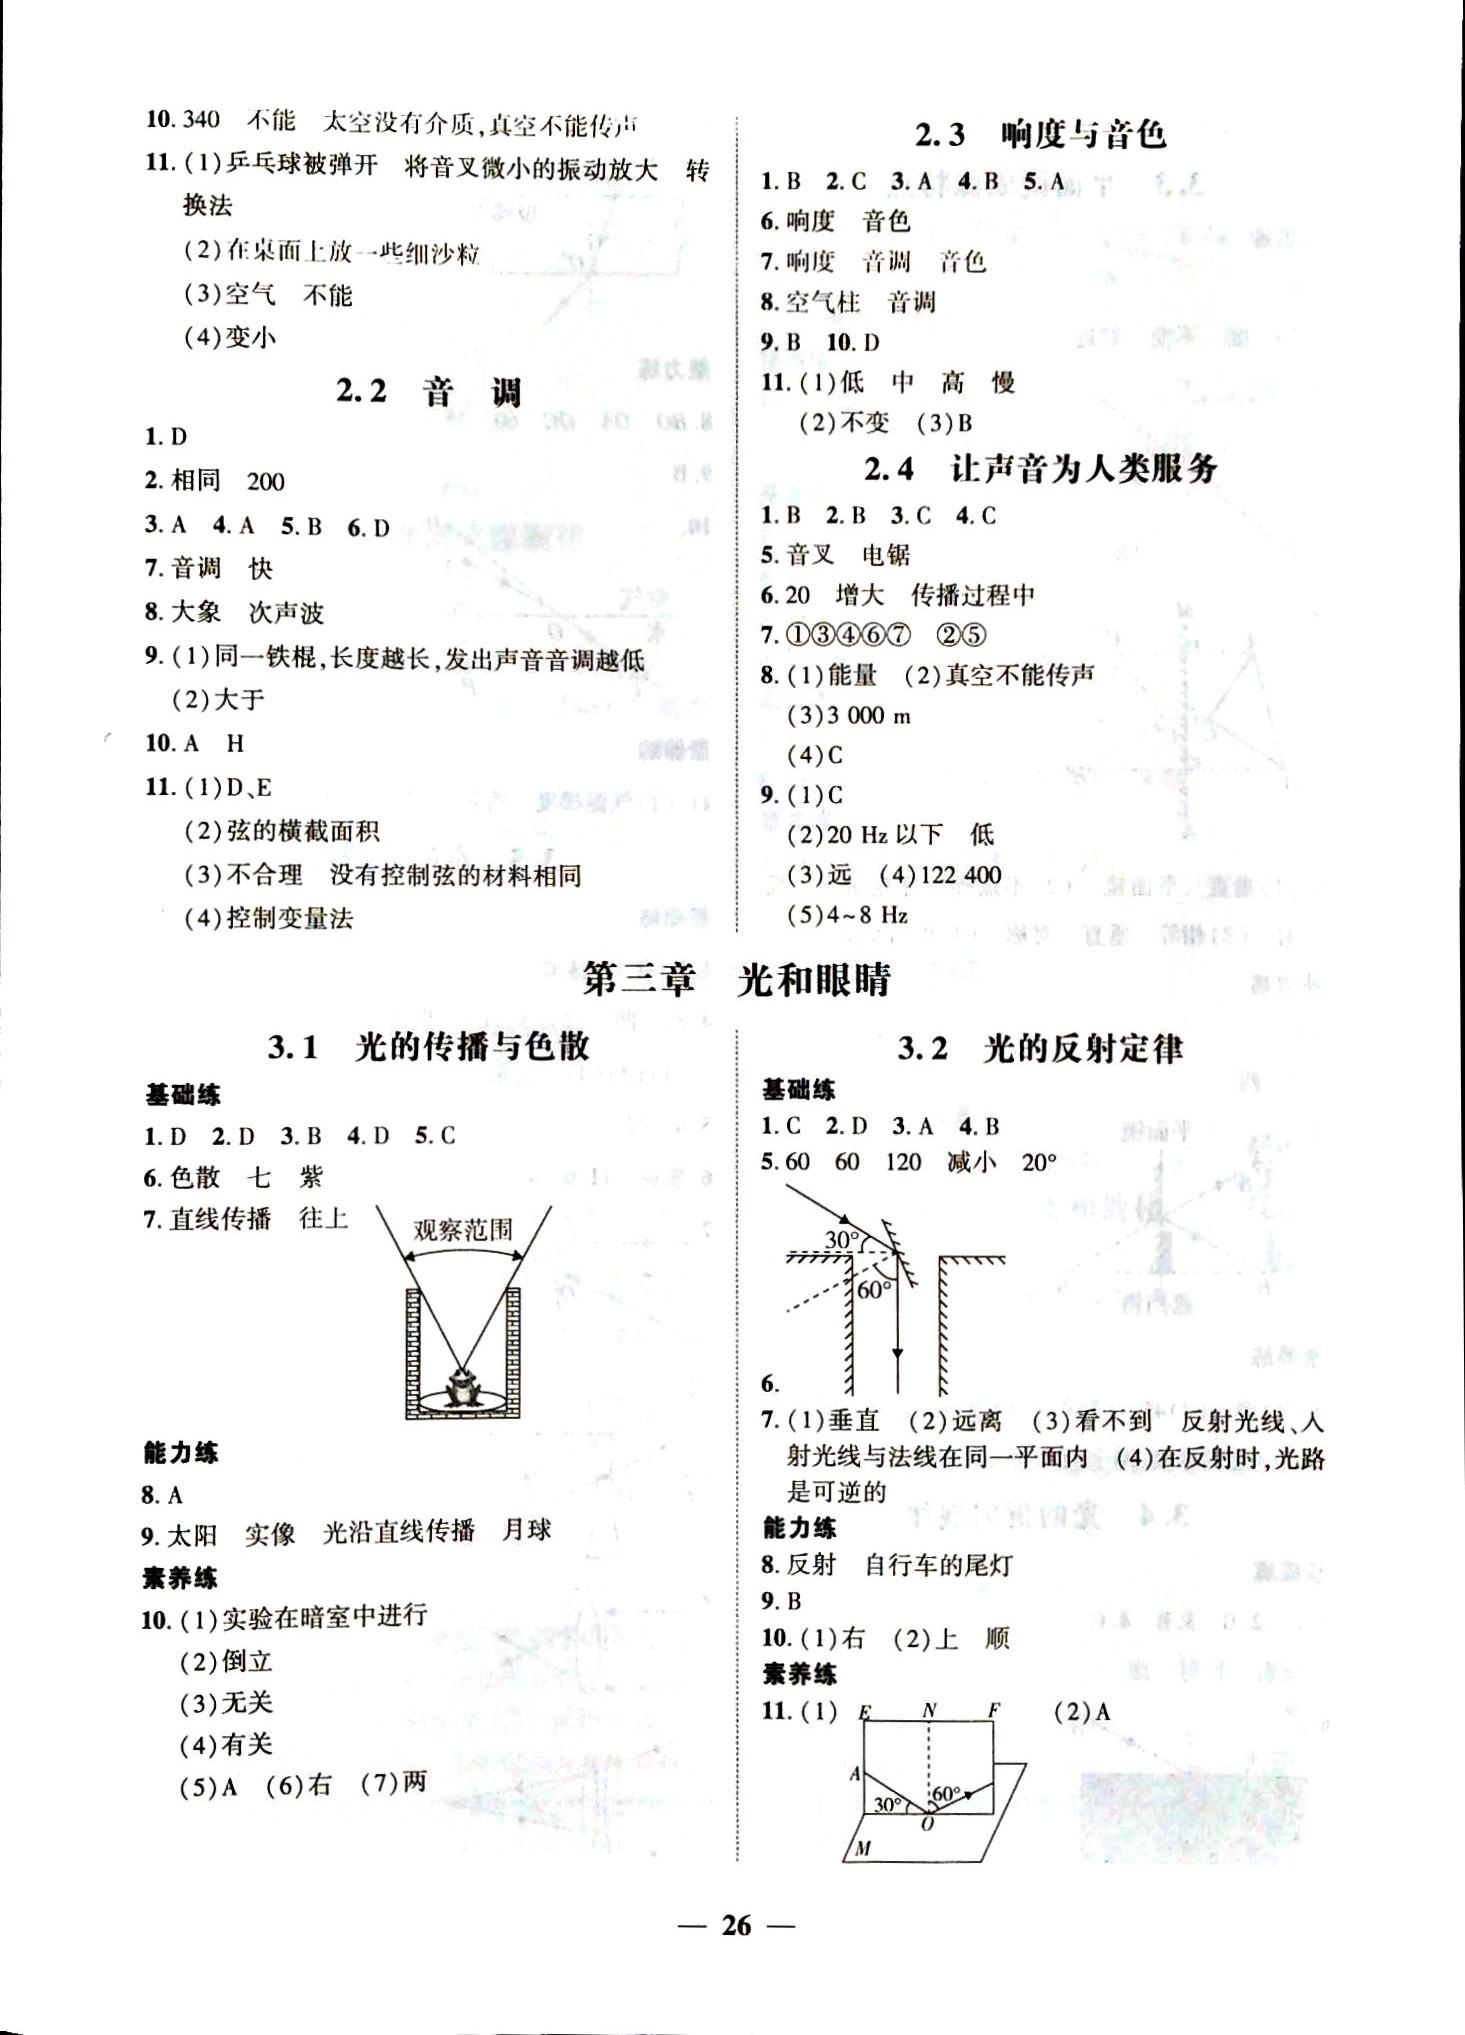 10. 340　不能　太空没有介质,真空不能传声
11. (1)乒乓球被弹开　将音叉微小的振动放大　转
换法
(2)在桌面上放一些细沙粒
(3)空气　不能
(4)变小
2.2　音　调
1. D
2. 相同　200
3. A　4. A　5. B　6. D
7. 音调　快
8. 大象　次声波
9. (1)同一铁棍,长度越长,发出声音音调越低
(2)大于
10. A　H
11. (1)D、E
(2)弦的横截面积
(3)不合理　没有控制弦的材料相同
(4)控制变量法
2.3　响度与音色
1. B　2. C　3. A　4. B　5. A
6. 响度　音色
7. 响度　音调　音色
8. 空气柱　音调
9. B　10. D
11. (1)低　中　高　慢
(2)不变　(3)B
2.4　让声音为人类服务
1. B　2. B　3. C　4. C
5. 音叉　电锯
6. 20　增大　传播过程中
7. ①③④⑥⑦　②⑤
8. (1)能量　(2)真空不能传声
(3)3 000 m
(4)C
9. (1)C
(2)20 Hz 以下　低
(3)远　(4)122 400
(5)4~8 Hz
第三章　光和眼睛
3.1　光的传播与色散
基础练
1. D　2. D　3. B　4. D　5. C
6. 色散　七　紫
7. 直线传播　往上
观察范围
能力练
8. A
9. 太阳　实像　光沿直线传播　月球
素养练
10. (1)实验在暗室中进行
(2)倒立
(3)无关
(4)有关
(5)A　(6)右　(7)两
3.2　光的反射定律
基础练
1. C　2. D　3. A　4. B
5. 60　60　120　减小　20°
30°
60°
6.
7. (1)垂直　(2)远离　(3)看不到　反射光线、入
射光线与法线在同一平面内　(4)在反射时,光路
是可逆的
能力练
8. 反射　自行车的尾灯
9. B
10. (1)右　(2)上　顺
素养练
11. (1)　E　N　F　(2)A
A
30°　60°
O
M
— 26 —